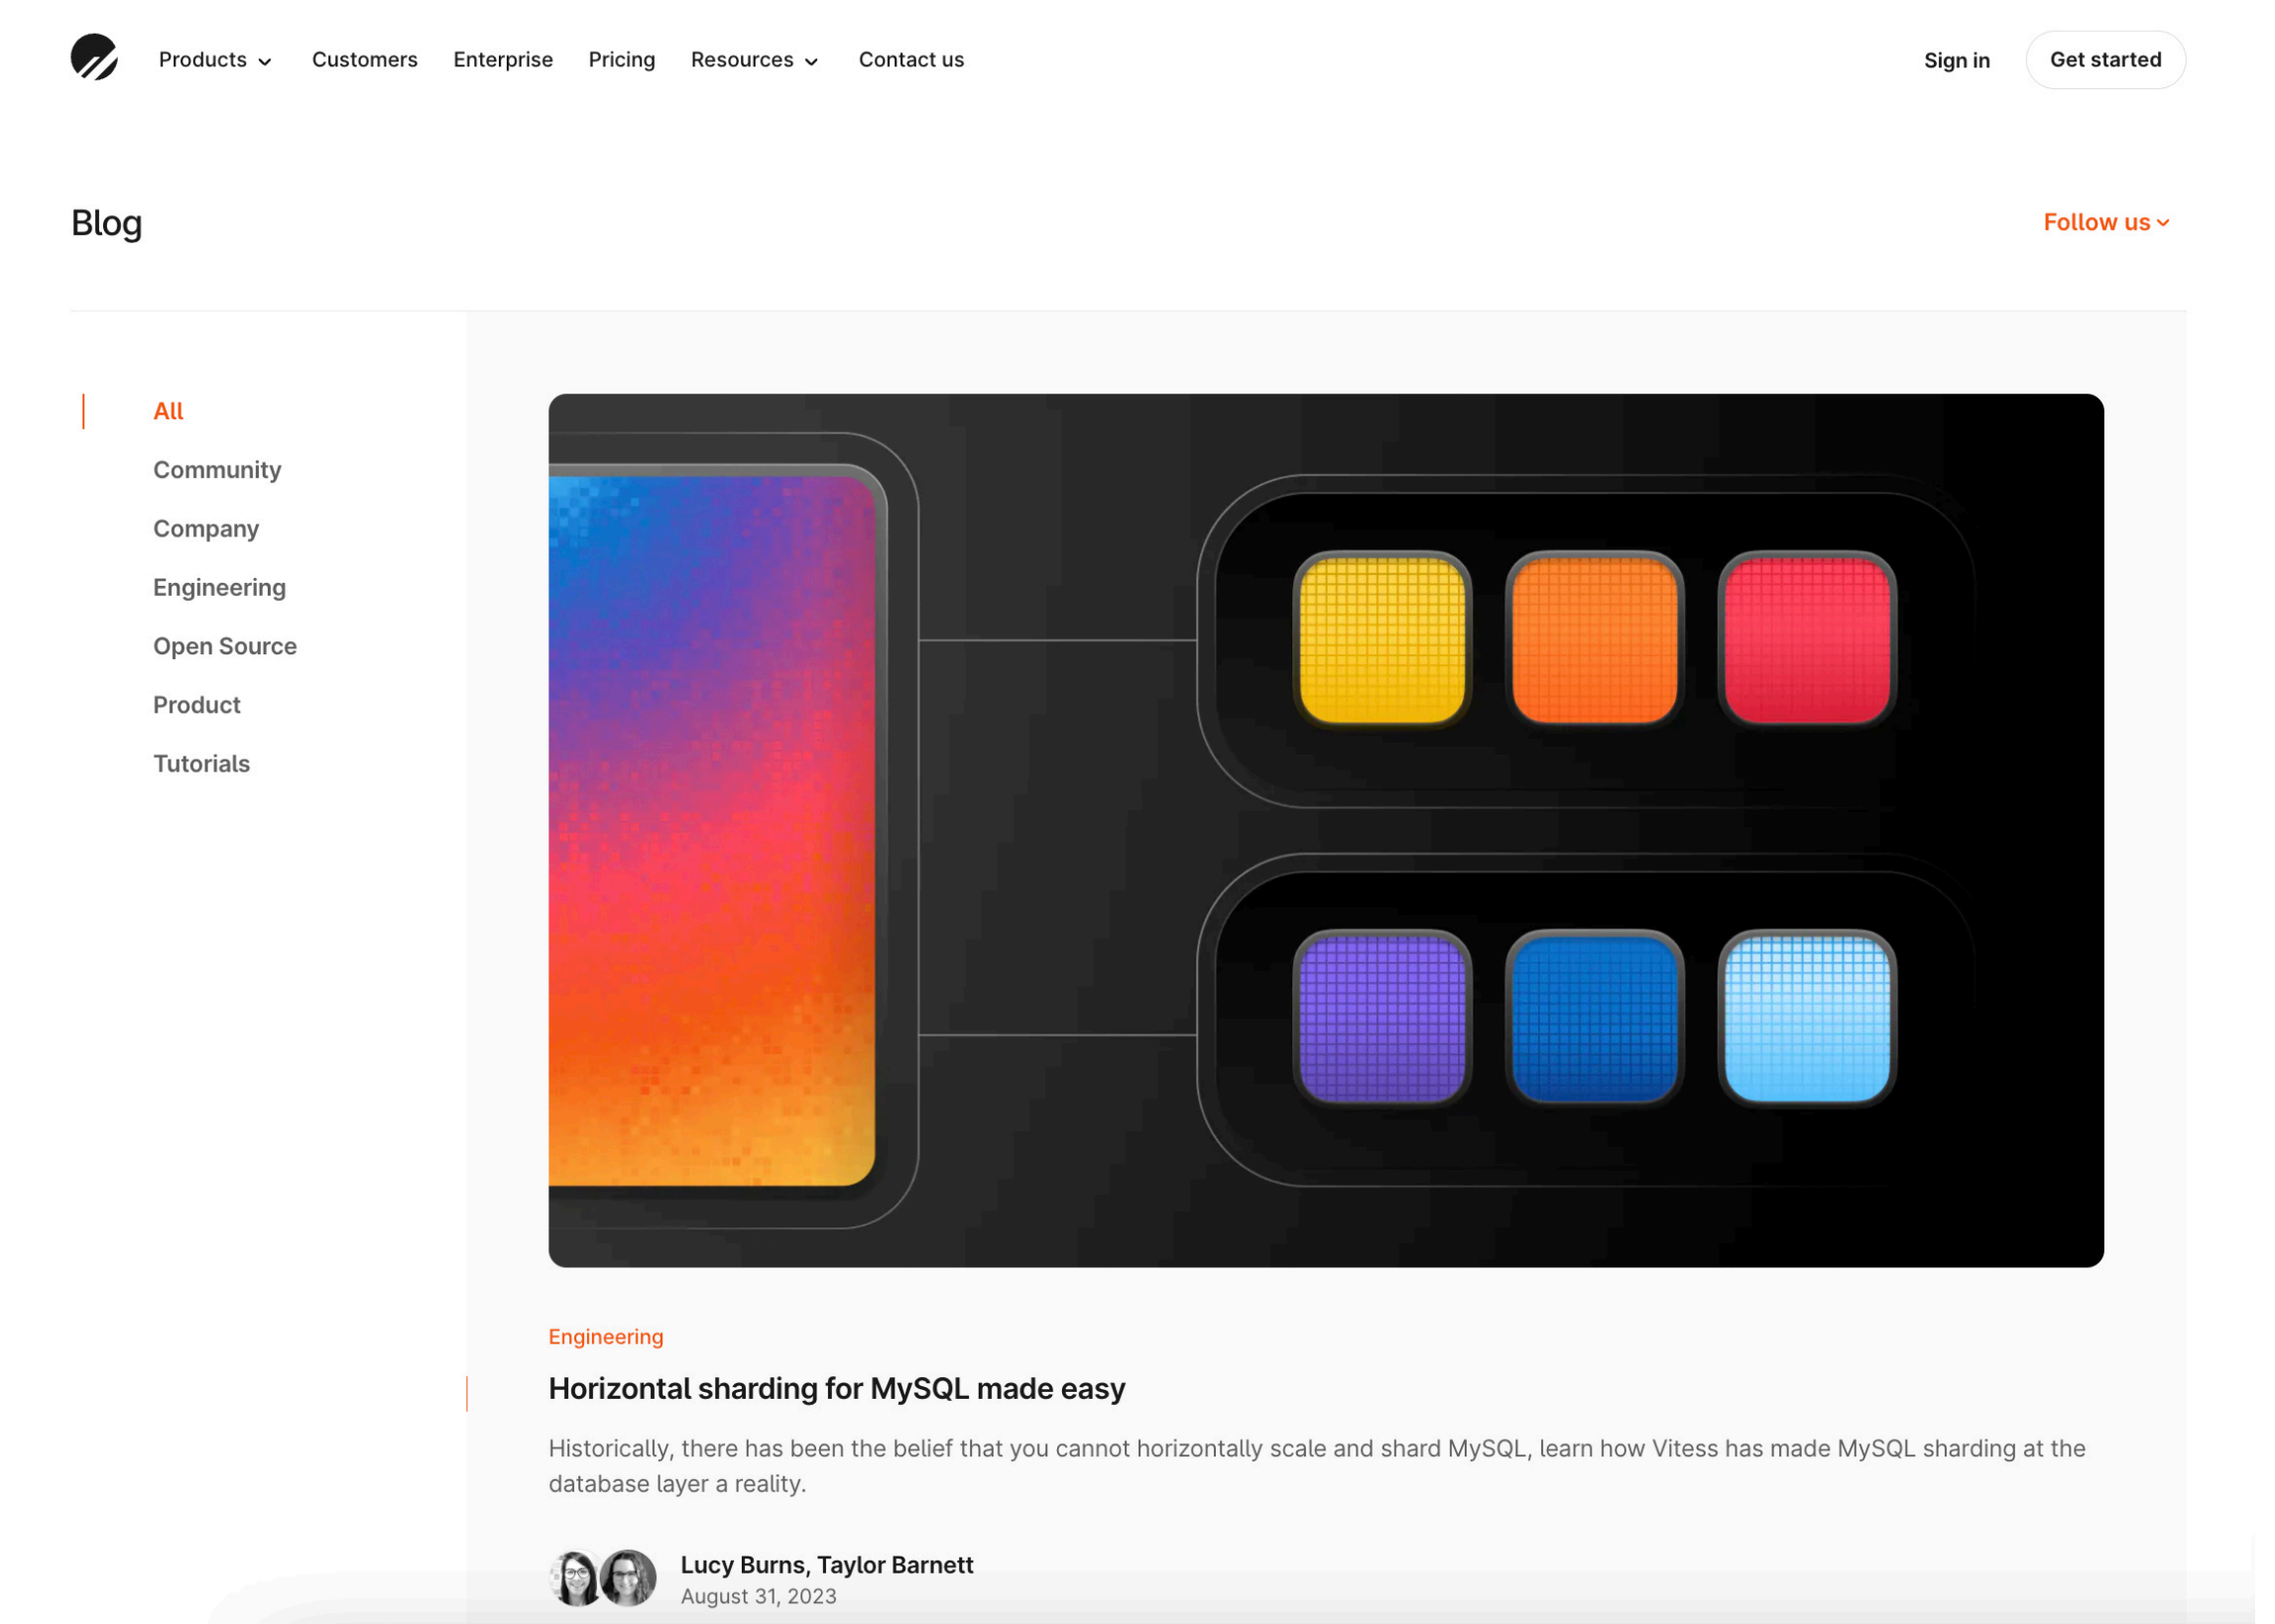 Products
Customers
Enterprise
Pricing
Resources
Contact us
Sign in
Get started
Blog
Follow us
All
Community
Company
Engineering
Open Source
Product
Tutorials
Engineering
Horizontal sharding for MySQL made easy
Historically, there has been the belief that you cannot horizontally scale and shard MySQL, learn how Vitess has made MySQL sharding at the
database layer a reality.
Lucy Burns, Taylor Barnett
August 31, 2023